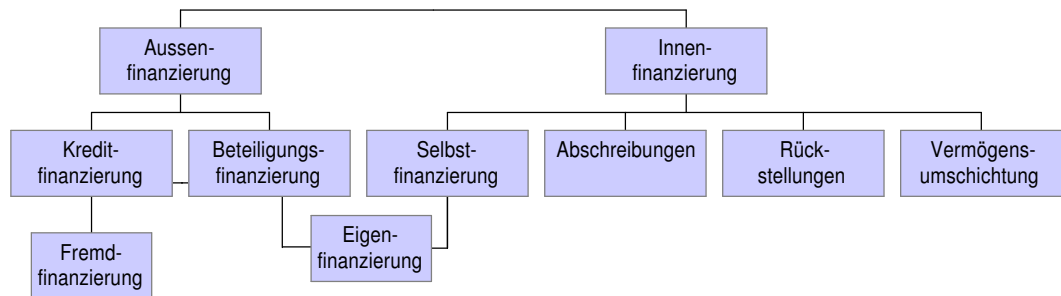 Aussen-
finanzierung
Innen-
finanzierung
Kredit-
finanzierung
Beteiligungs-
finanzierung
Selbst-
finanzierung
Abschreibungen
Rück-
stellungen
Vermögens-
umschichtung
Fremd-
finanzierung
Eigen-
finanzierung